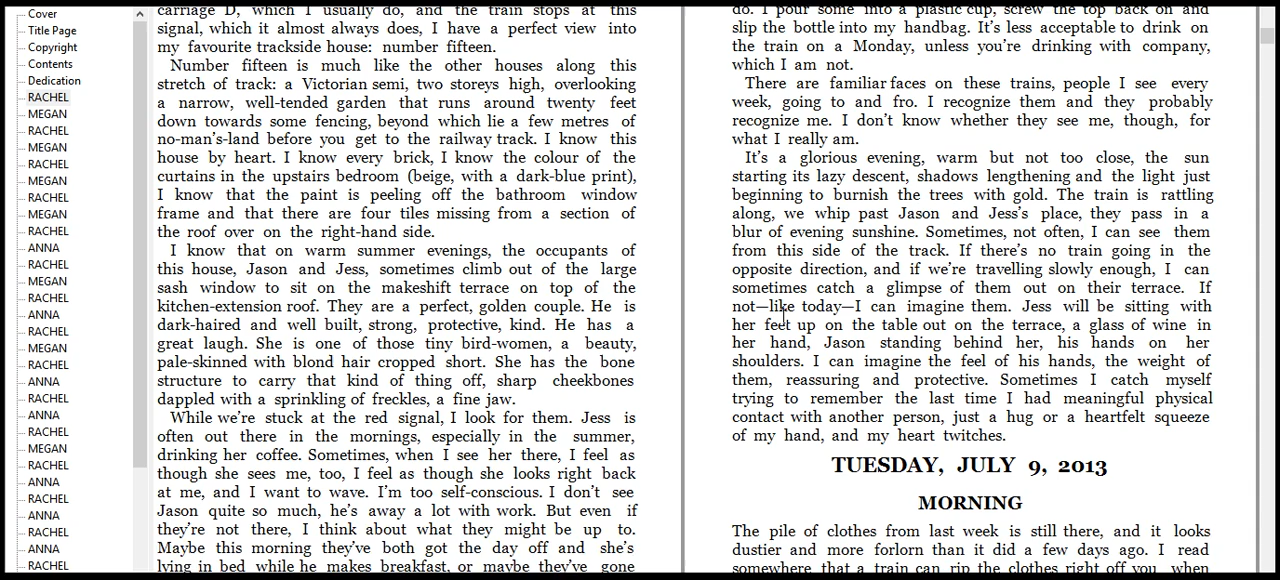 Cover
Title Page
Copyright
Contents
Dedication
RACHEL
MEGAN
RACHEL
MEGAN
RACHEL
MEGAN
RACHEL
MEGAN
RACHEL
ANNA
RACHEL
MEGAN
RACHEL
ANNA
RACHEL
MEGAN
RACHEL
ANNA
RACHEL
ANNA
RACHEL
MEGAN
RACHEL
ANNA
RACHEL
ANNA
RACHEL
ANNA
RACHEL
carriage D, which I usually do, and the train stops at this
signal, which it almost always does, I have a perfect view into
my favourite trackside house: number fifteen.
Number fifteen is much like the other houses along this
stretch of track: a Victorian semi, two storeys high, overlooking
a narrow, well-tended garden that runs around twenty feet
down towards some fencing, beyond which lie a few metres of
no-man's-land before you get to the railway track. I know this
house by heart. I know every brick, I know the colour of the
curtains in the upstairs bedroom (beige, with a dark-blue print),
I know that the paint is peeling off the bathroom window
frame and that there are four tiles missing from a section of
the roof over on the right-hand side.
I know that on warm summer evenings, the occupants of
this house, Jason and Jess, sometimes climb out of the large
sash window to sit on the makeshift terrace on top of the
kitchen-extension roof. They are a perfect, golden couple. He is
dark-haired and well built, strong, protective, kind. He has a
great laugh. She is one of those tiny bird-women, a beauty,
pale-skinned with blond hair cropped short. She has the bone
structure to carry that kind of thing off, sharp cheekbones
dappled with a sprinkling of freckles, a fine jaw.
While we're stuck at the red signal, I look for them. Jess is
often out there in the mornings, especially in the summer,
drinking her coffee. Sometimes, when I see her there, I feel as
though she sees me, too, I feel as though she looks right back
at me, and I want to wave. I'm too self-conscious. I don't see
Jason quite so much, he's away a lot with work. But even if
they're not there, I think about what they might be up to.
Maybe this morning they've both got the day off and she's
lying in bed while he makes breakfast, or maybe they've gone
do. I pour some into a plastic cup, screw the top back on and
slip the bottle into my handbag. It's less acceptable to drink on
the train on a Monday, unless you're drinking with company,
which I am not.
There are familiar faces on these trains, people I see every
week, going to and fro. I recognize them and they probably
recognize me. I don't know whether they see me, though, for
what I really am.
It's a glorious evening, warm but not too close, the sun
starting its lazy descent, shadows lengthening and the light just
beginning to burnish the trees with gold. The train is rattling
along, we whip past Jason and Jess's place, they pass in a
blur of evening sunshine. Sometimes, not often, I can see them
from this side of the track. If there's no train going in the
opposite direction, and if we're travelling slowly enough, I can
sometimes catch a glimpse of them out on their terrace. If
not—like today—I can imagine them. Jess will be sitting with
her feet up on the table out on the terrace, a glass of wine in
her hand, Jason standing behind her, his hands on her
shoulders. I can imagine the feel of his hands, the weight of
them, reassuring and protective. Sometimes I catch myself
trying to remember the last time I had meaningful physical
contact with another person, just a hug or a heartfelt squeeze
of my hand, and my heart twitches.
TUESDAY, JULY 9, 2013
MORNING
The pile of clothes from last week is still there, and it looks
dustier and more forlorn than it did a few days ago. I read
somewhere that a train can rip the clothes right off you when